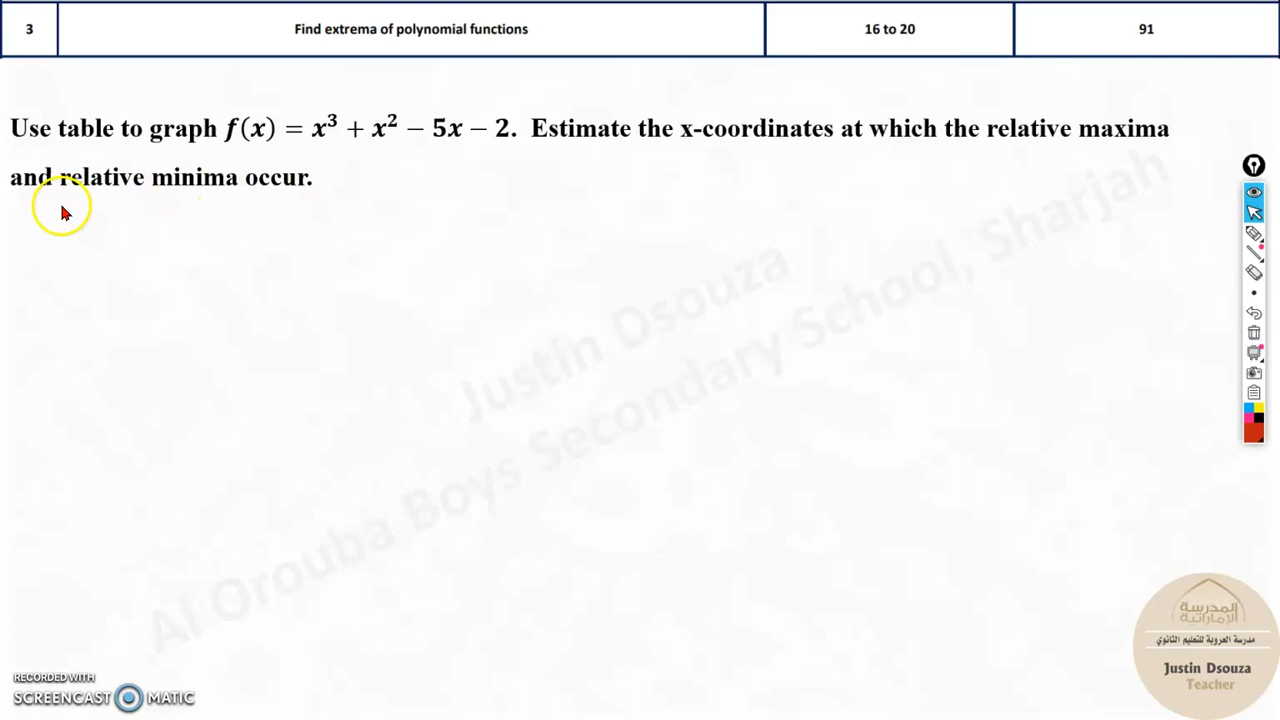 3 Find extrema of polynomial functions 16 to 20 91
Use table to graph f(x) = x³ + x² − 5x − 2. Estimate the x-coordinates at which the relative maxima
and relative minima occur.
Justin Dsouza
Al Orouba Boys Secondary School, Sharjah
المدرسة
الإماراتية
مدرسة العروبة للتعليم الثانوي
Justin Dsouza
Teacher
RECORDED WITH
SCREENCAST MATIC